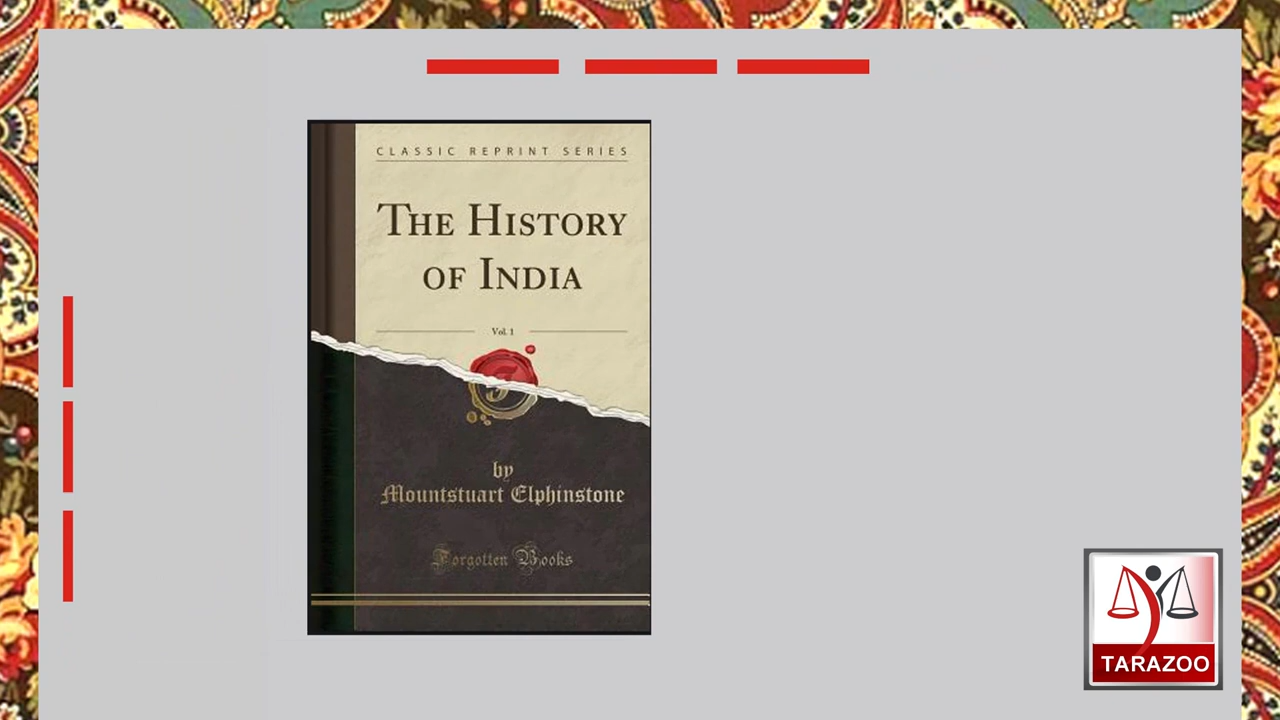 CLASSIC REPRINT SERIES
THE HISTORY
OF INDIA
Vol. 1
by
Mountstuart Elphinstone
Forgotten Books
TARAZOO